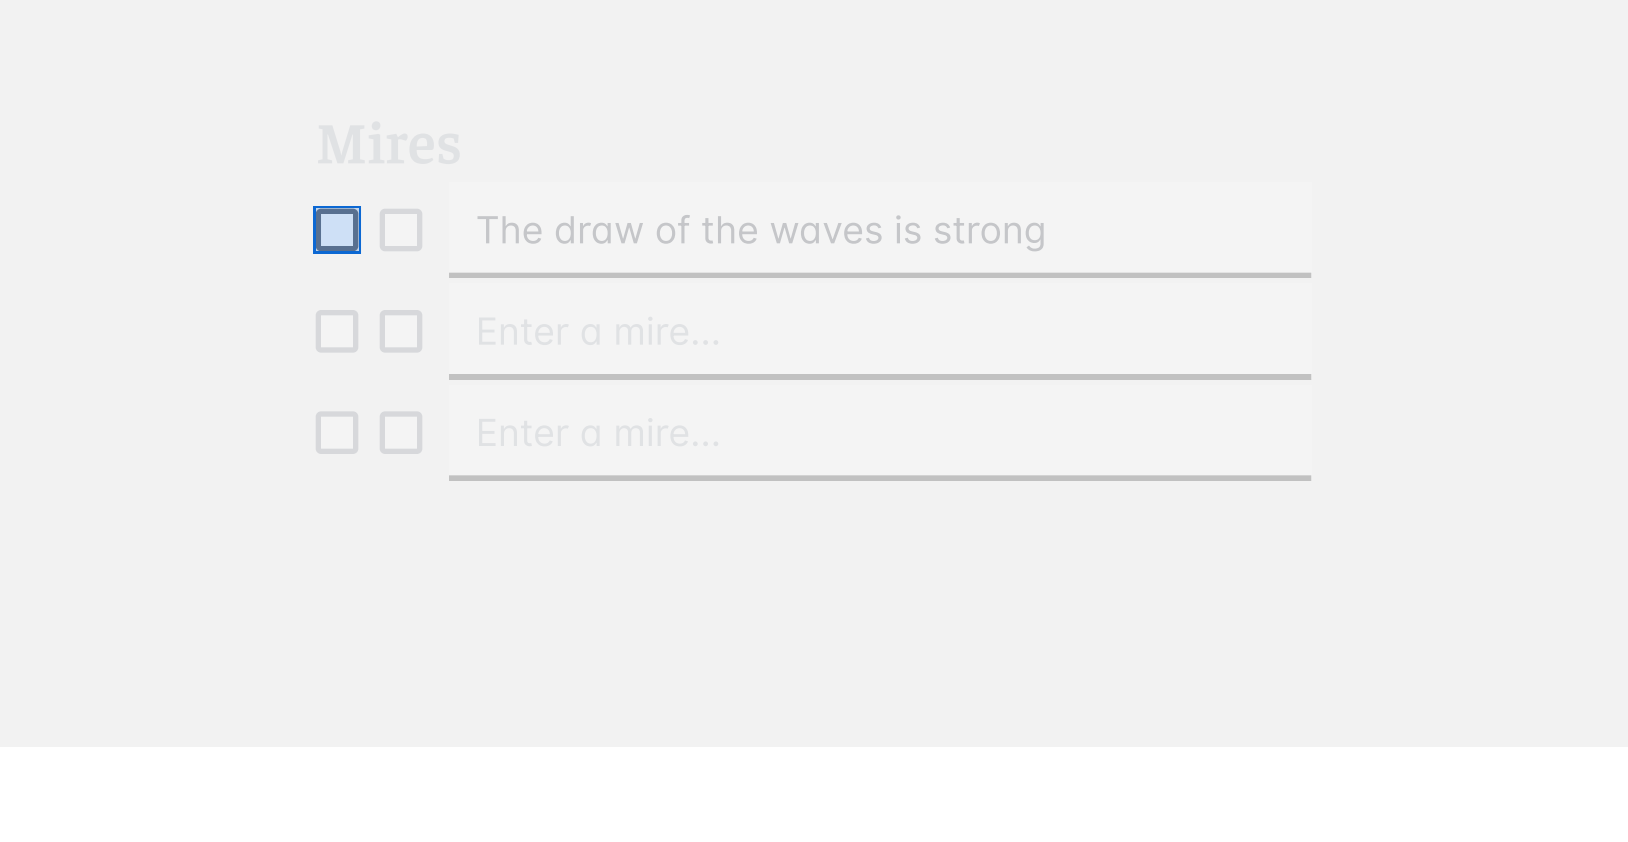 Mires
The draw of the waves is strong
Enter a mire...
Enter a mire...